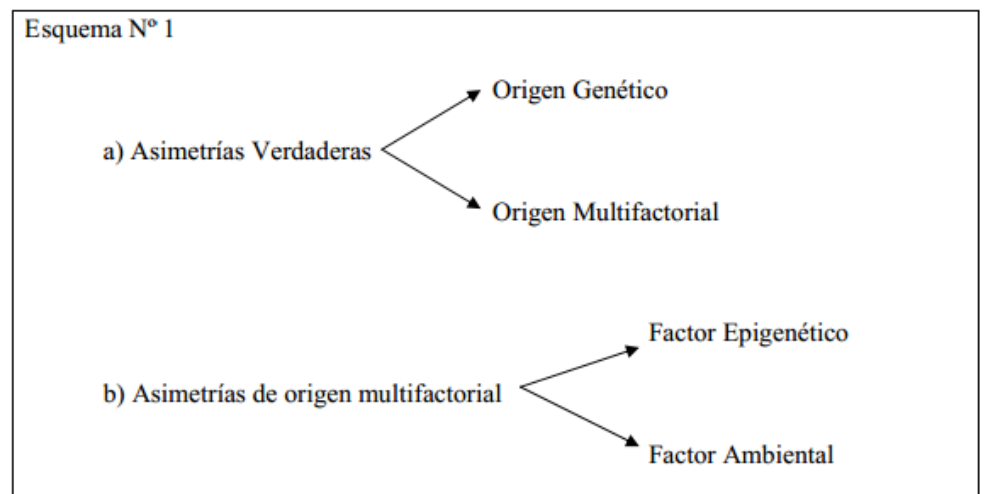 Esquema Nº 1
Origen Genético
a) Asimetrías Verdaderas
Origen Multifactorial
Factor Epigenético
b) Asimetrías de origen multifactorial
Factor Ambiental